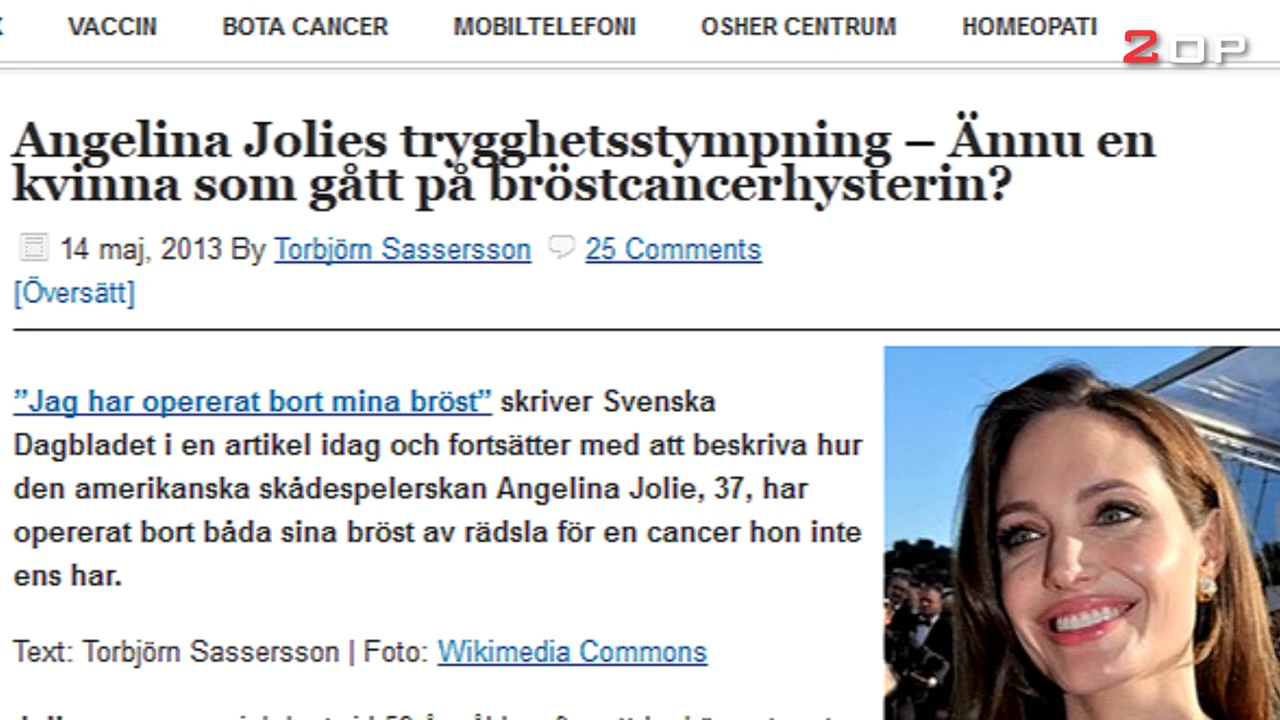 VACCIN BOTA CANCER MOBILTELEFONI OSHER CENTRUM HOMEOPATI
2 OP
Angelina Jolies trygghetsstympning – Ännu en
kvinna som gått på bröstcancerhysterin?
14 maj, 2013 By Torbjörn Sassersson 25 Comments
[Översätt]
”Jag har opererat bort mina bröst” skriver Svenska
Dagbladet i en artikel idag och fortsätter med att beskriva hur
den amerikanska skådespelerskan Angelina Jolie, 37, har
opererat bort båda sina bröst av rädsla för en cancer hon inte
ens har.
Text: Torbjörn Sassersson | Foto: Wikimedia Commons